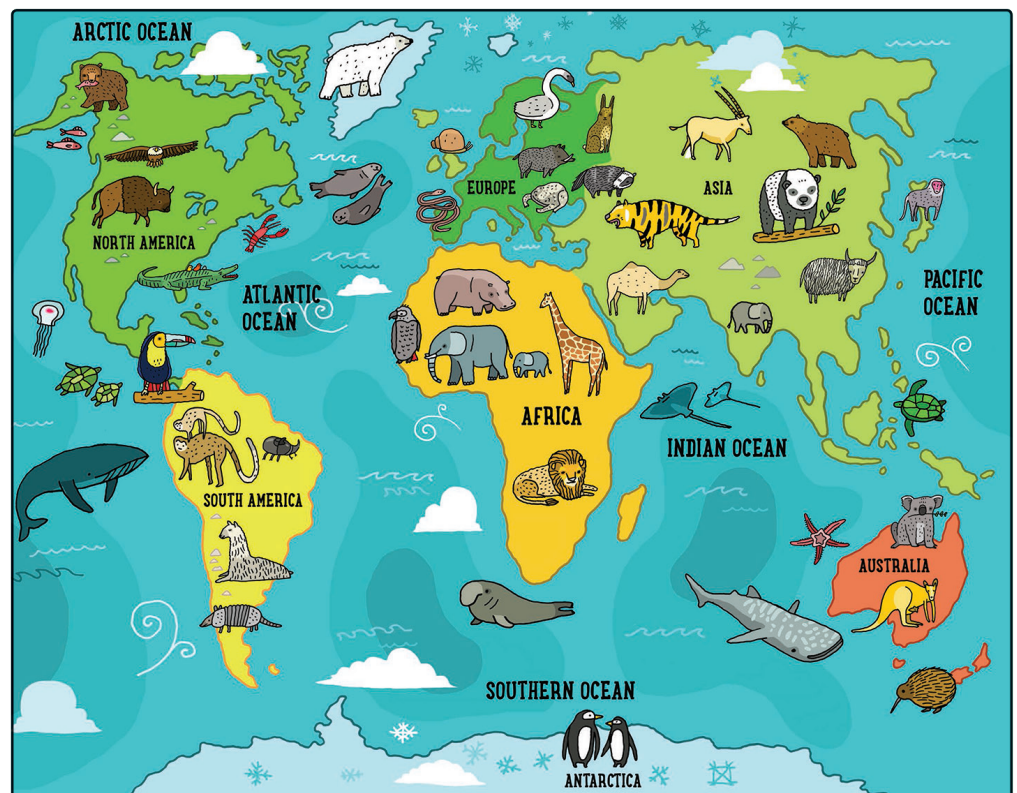 ARCTIC OCEAN
EUROPE
ASIA
NORTH AMERICA
ATLANTIC
OCEAN
PACIFIC
OCEAN
AFRICA
INDIAN OCEAN
SOUTH AMERICA
AUSTRALIA
SOUTHERN OCEAN
ANTARCTICA